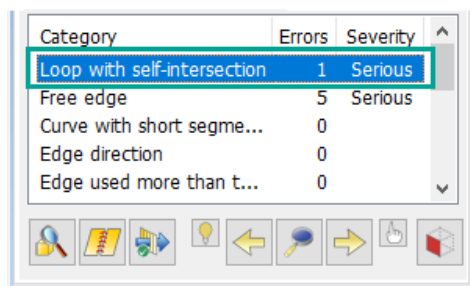 Category Errors Severity
Loop with self-intersection 1 Serious
Free edge 5 Serious
Curve with short segme... 0
Edge direction 0
Edge used more than t... 0